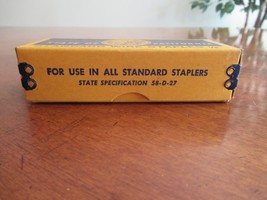 FOR USE IN ALL STANDARD STAPLERS
STATE SPECIFICATION 58-D-27